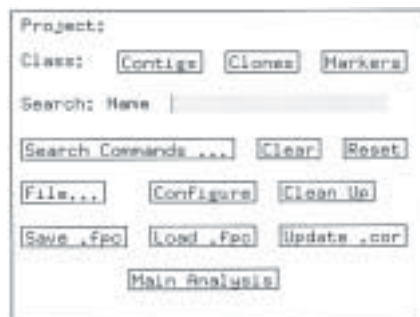 Project:
Class: Contigs Clones Markers
Search: Name
Search Commands ... Clear Reset
File... Configure Clean Up
Save .fpc Load .fpc Update .cor
Main Analysis